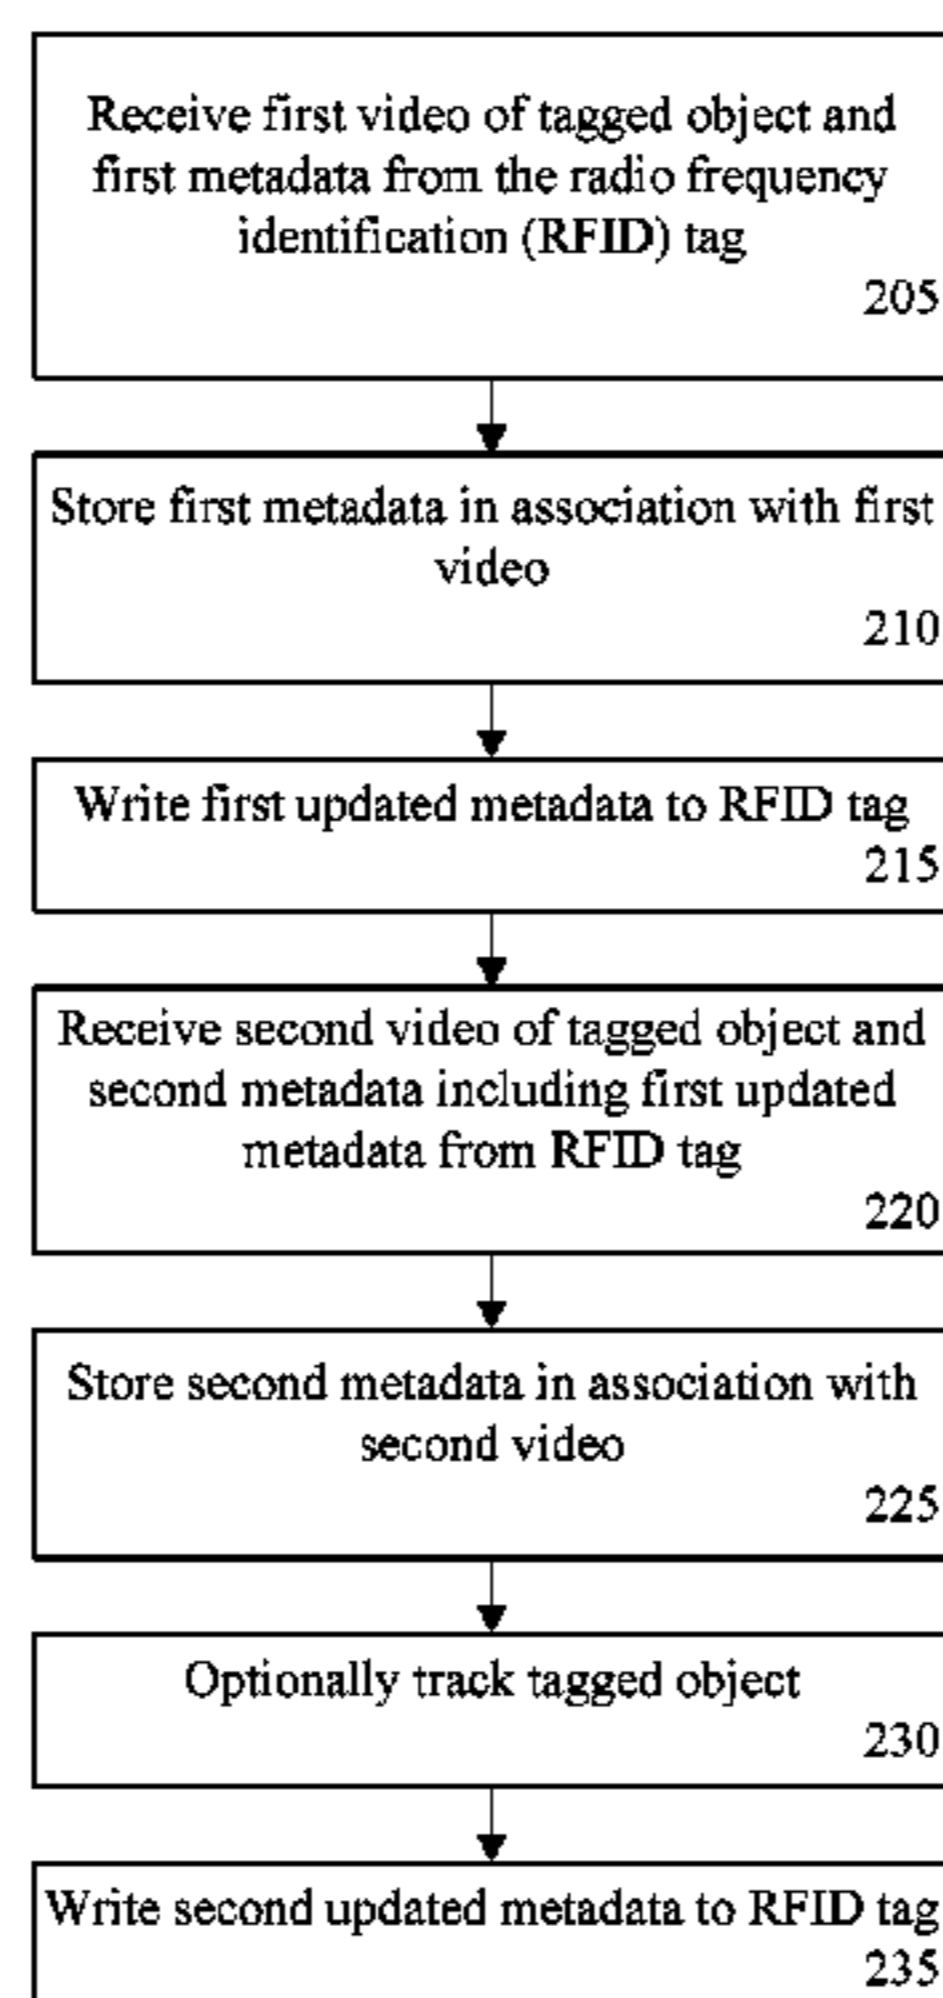 Receive first video of tagged object and
first metadata from the radio frequency
identification (RFID) tag
205
Store first metadata in association with first
video
210
Write first updated metadata to RFID tag
215
Receive second video of tagged object and
second metadata including first updated
metadata from RFID tag
220
Store second metadata in association with
second video
225
Optionally track tagged object
230
Write second updated metadata to RFID tag
235